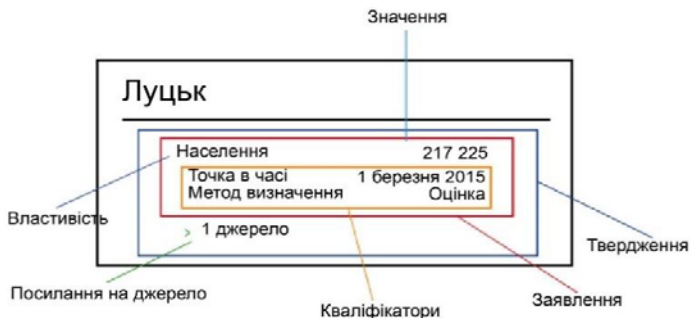 Значення
Луцьк
Населення 217 225
Точка в часі 1 березня 2015
Метод визначення Оцінка
1 джерело
Властивість
Твердження
Посилання на джерело
Заявлення
Кваліфікатори